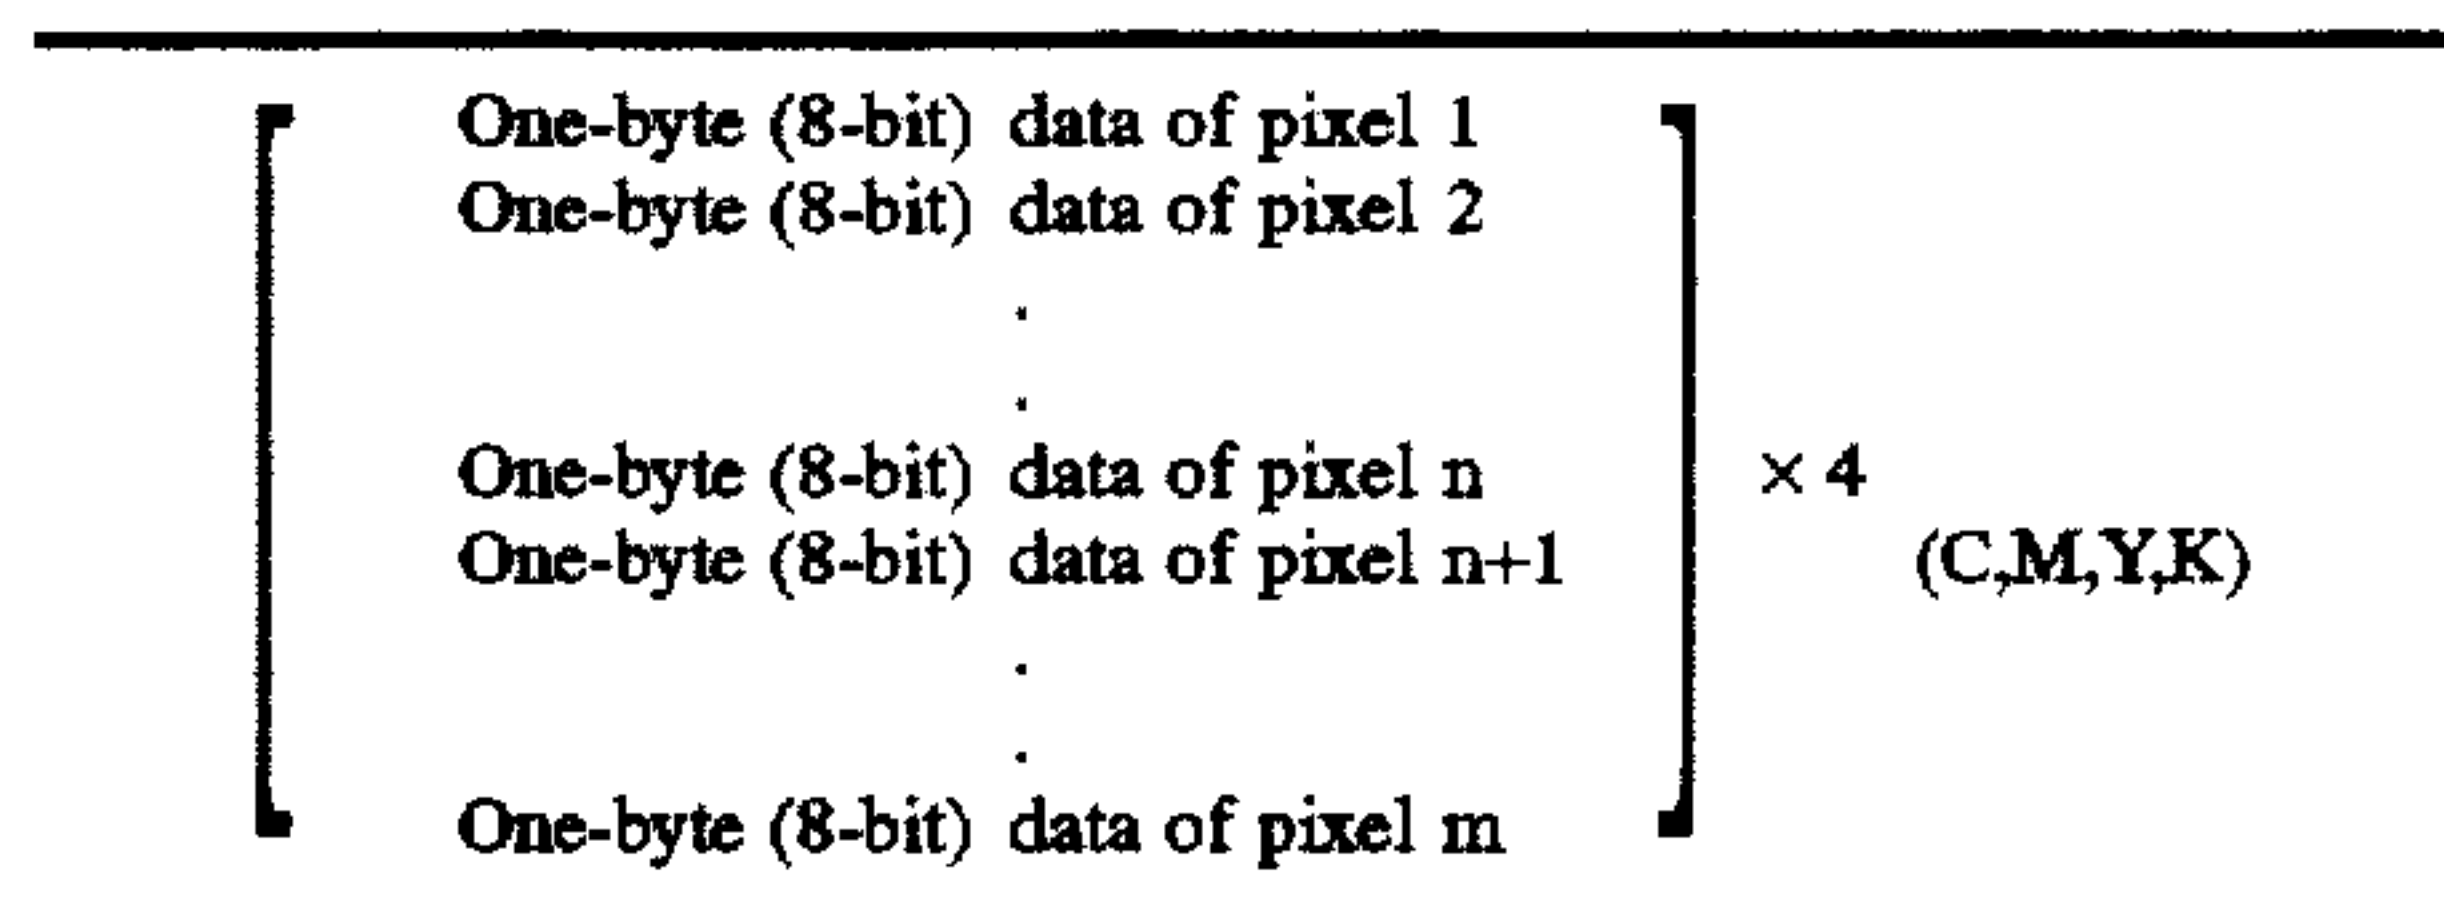 One-byte (8-bit) data of pixel 1
One-byte (8-bit) data of pixel 2
.
.
One-byte (8-bit) data of pixel n
× 4
One-byte (8-bit) data of pixel n+1
(C,M,Y,K)
.
.
One-byte (8-bit) data of pixel m